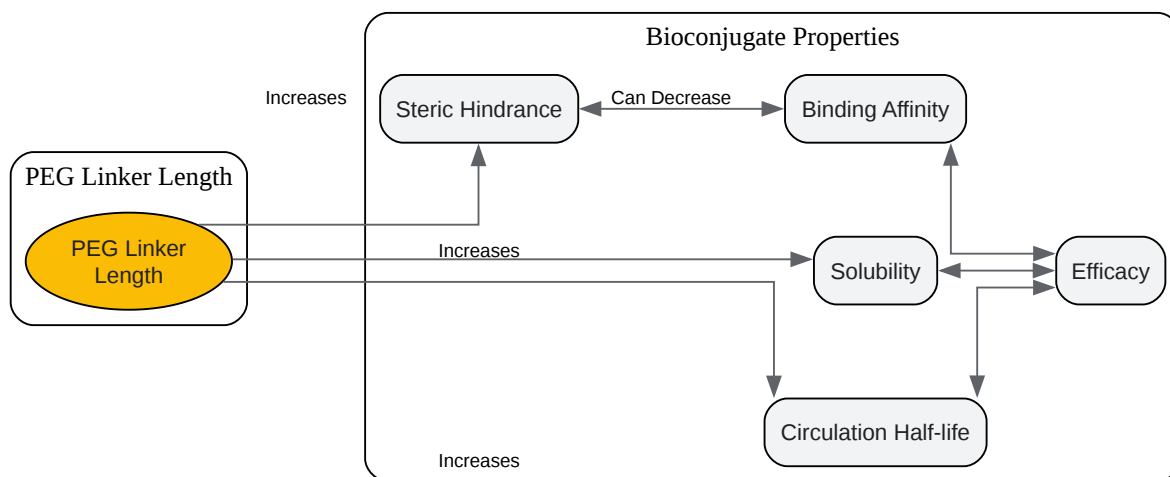 Bioconjugate Properties
Increases
Steric Hindrance
Can Decrease
Binding Affinity
PEG Linker Length
PEG Linker
Length
Increases
Solubility
Efficacy
Circulation Half-life
Increases